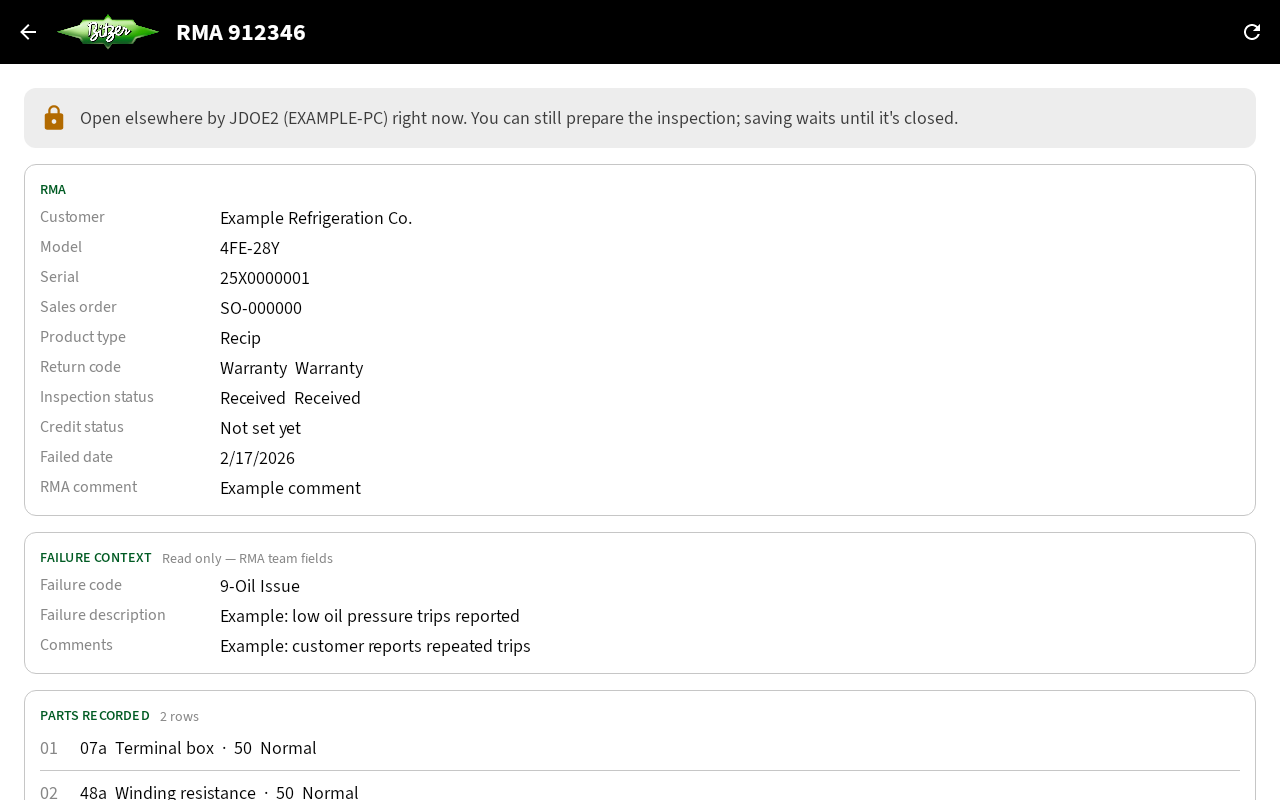 Bitzer RMA 912346
Open elsewhere by JDOE2 (EXAMPLE-PC) right now. You can still prepare the inspection; saving waits until it's closed.
RMA
Customer Example Refrigeration Co.
Model 4FE-28Y
Serial 25X0000001
Sales order SO-000000
Product type Recip
Return code Warranty Warranty
Inspection status Received Received
Credit status Not set yet
Failed date 2/17/2026
RMA comment Example comment
FAILURE CONTEXT Read only — RMA team fields
Failure code 9-Oil Issue
Failure description Example: low oil pressure trips reported
Comments Example: customer reports repeated trips
PARTS RECORDED 2 rows
01 07a Terminal box · 50 Normal
02 48a Winding resistance · 50 Normal